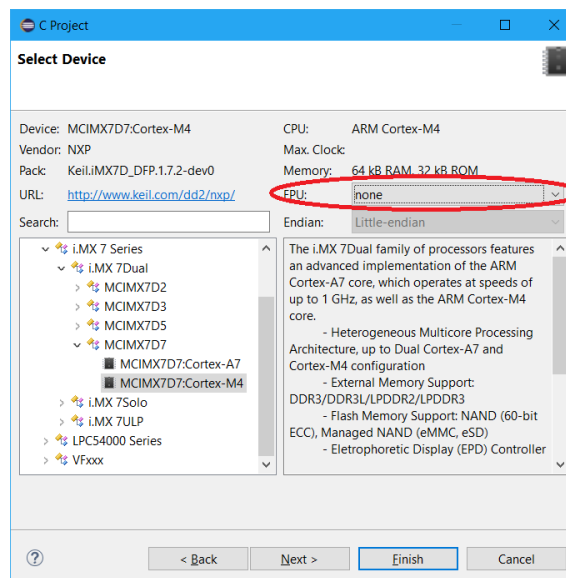 C Project
Select Device
Device: MCIMX7D7:Cortex-M4 CPU: ARM Cortex-M4
Vendor: NXP Max. Clock:
Pack: Keil.iMX7D_DFP.1.7.2-dev0 Memory: 64 kB RAM, 32 kB ROM
URL: http://www.keil.com/dd2/nxp/ FPU: none
Search: Endian: Little-endian
i.MX 7 Series
i.MX 7Dual
MCIMX7D2
MCIMX7D3
MCIMX7D5
MCIMX7D7
MCIMX7D7:Cortex-A7
MCIMX7D7:Cortex-M4
i.MX 7Solo
i.MX 7ULP
LPC54000 Series
VFxxx
The i.MX 7Dual family of processors features
an advanced implementation of the ARM
Cortex-A7 core, which operates at speeds of
up to 1 GHz, as well as the ARM Cortex-M4
core.
- Heterogeneous Multicore Processing
Architecture, up to Dual Cortex-A7 and
Cortex-M4 configuration
- External Memory Support:
DDR3/DDR3L/LPDDR2/LPDDR3
- Flash Memory Support: NAND (60-bit
ECC), Managed NAND (eMMC, eSD)
- Eletrophoretic Display (EPD) Controller
? < Back Next > Finish Cancel